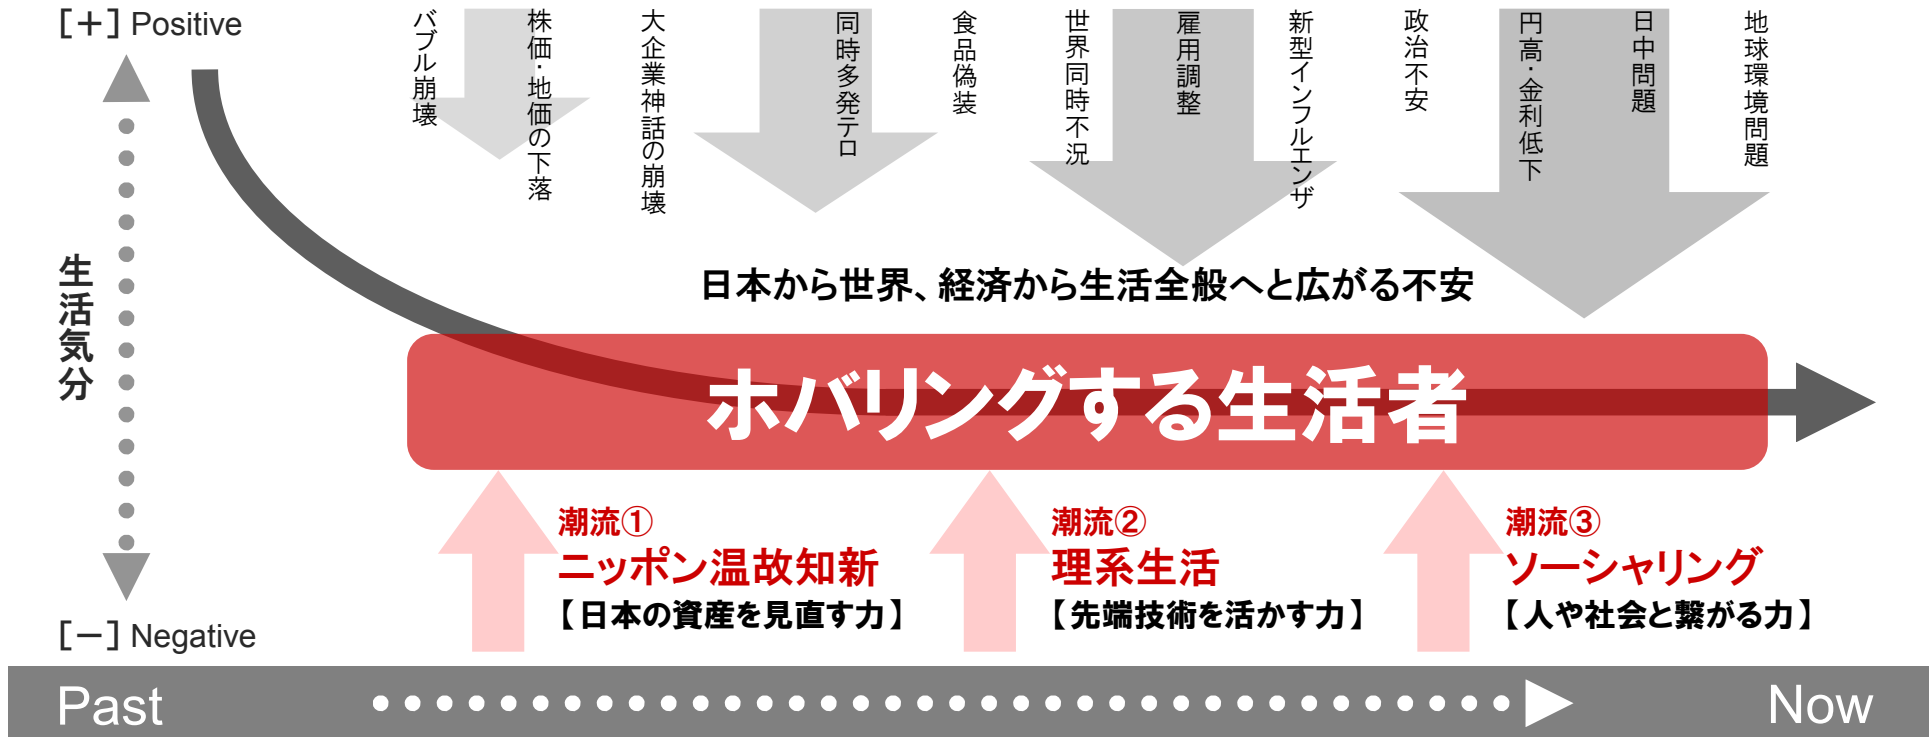 [+] Positive
バブル崩壊
株価・地価の下落
大企業神話の崩壊
同時多発テロ
食品偽装
世界同時不況
雇用調整
新型インフルエンザ
政治不安
円高・金利低下
日中問題
地球環境問題
生活気分
日本から世界、経済から生活全般へと広がる不安
ホバリングする生活者
潮流①
ニッポン温故知新
【日本の資産を見直す力】
潮流②
理系生活
【先端技術を活かす力】
潮流③
ソーシャリング
【人や社会と繋がる力】
[−] Negative
Past
Now